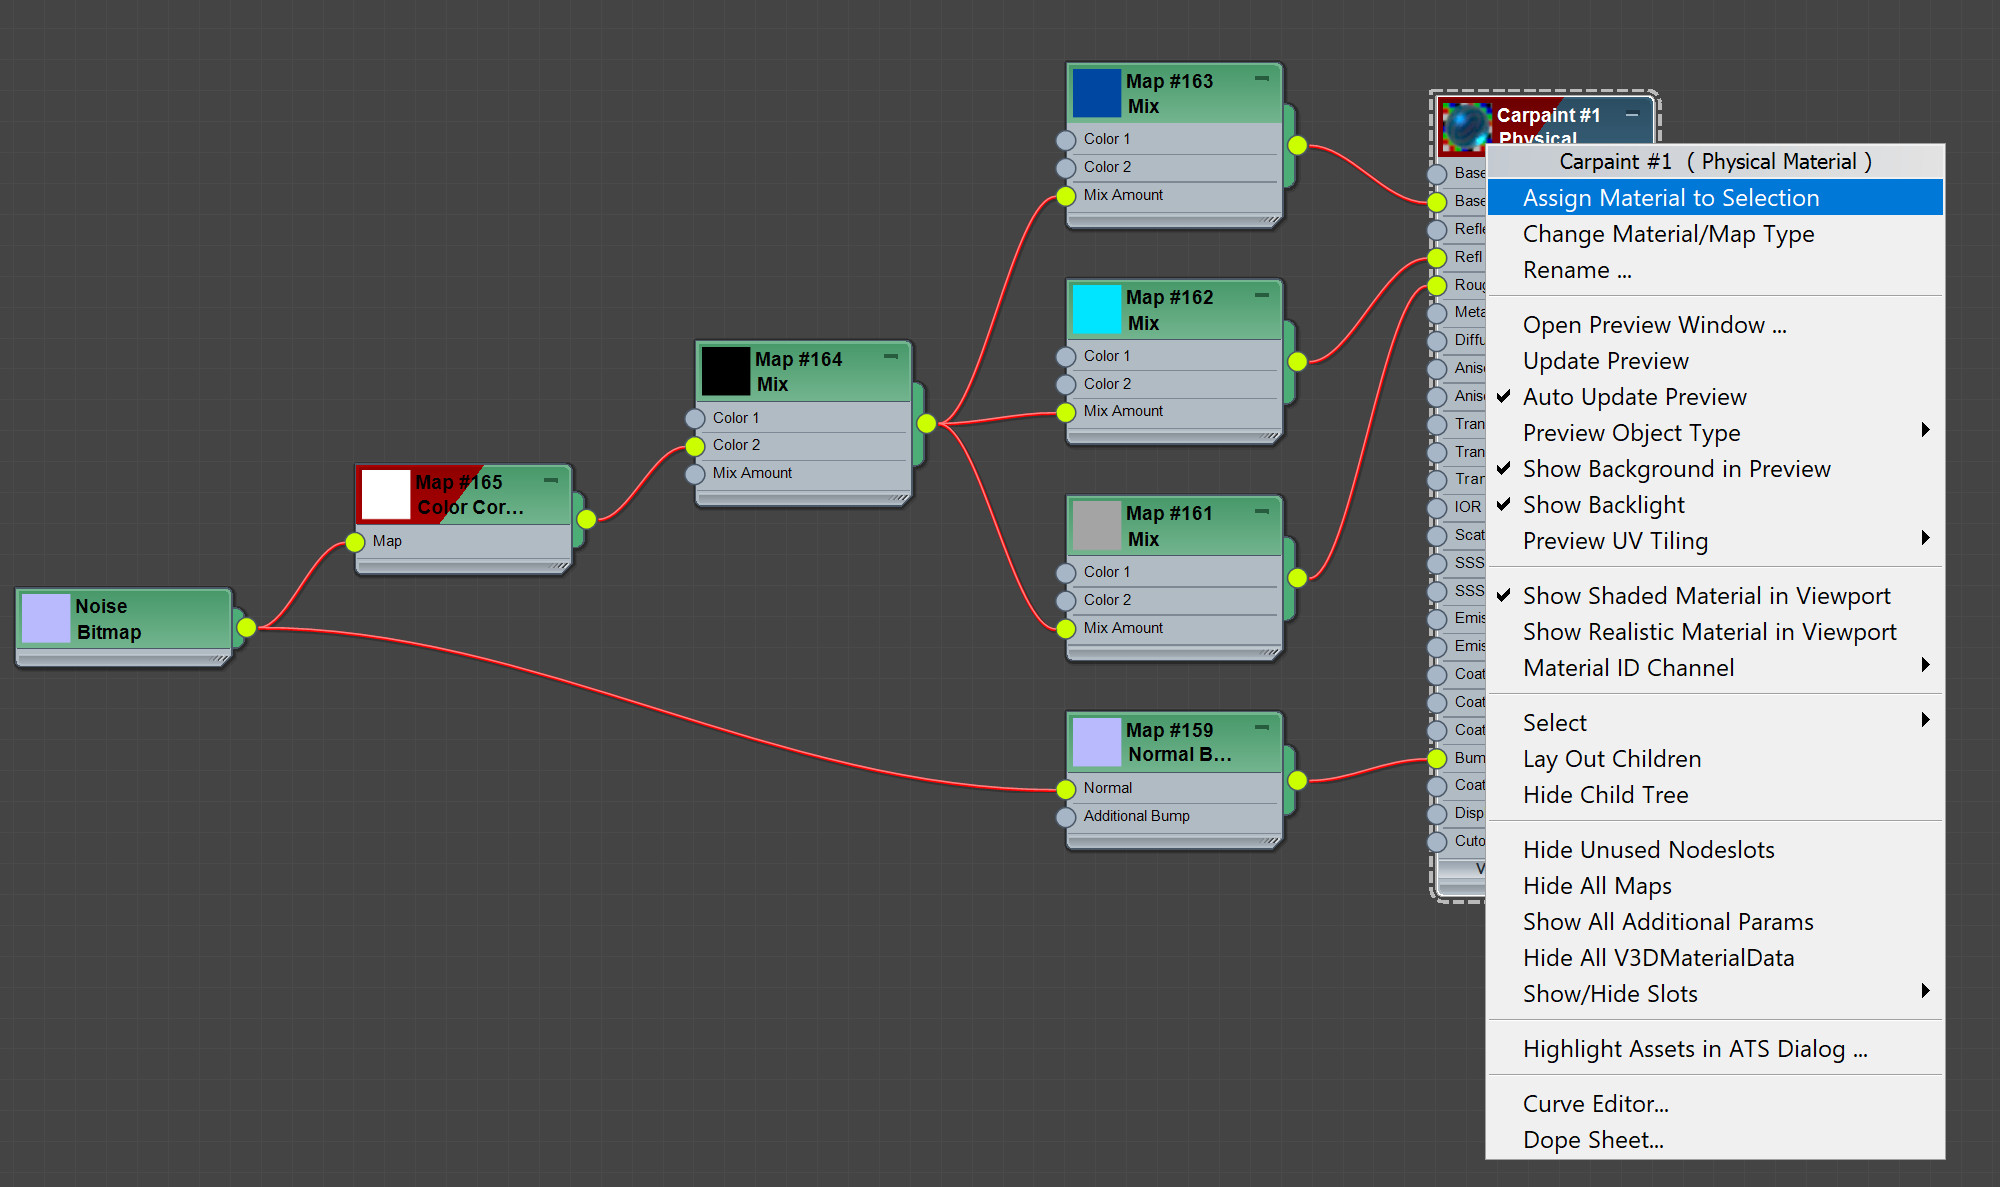 Map #163
Mix
Color 1
Color 2
Mix Amount
Map #162
Mix
Color 1
Color 2
Mix Amount
Map #164
Mix
Color 1
Color 2
Mix Amount
Map #165
Color Cor...
Map
Noise
Bitmap
Map #161
Mix
Color 1
Color 2
Mix Amount
Map #159
Normal B...
Normal
Additional Bump
Carpaint #1
Physical
Base
Base
Refle
Refl
Roug
Meta
Diffu
Anis
Anis
Tran
Tran
Tran
IOR
Scat
SSS
SSS
Emis
Emis
Coat
Coat
Coat
Bum
Coat
Disp
Cuto
V
Carpaint #1 ( Physical Material )
Assign Material to Selection
Change Material/Map Type
Rename ...
Open Preview Window ...
Update Preview
Auto Update Preview
Preview Object Type
Show Background in Preview
Show Backlight
Preview UV Tiling
Show Shaded Material in Viewport
Show Realistic Material in Viewport
Material ID Channel
Select
Lay Out Children
Hide Child Tree
Hide Unused Nodeslots
Hide All Maps
Show All Additional Params
Hide All V3DMaterialData
Show/Hide Slots
Highlight Assets in ATS Dialog ...
Curve Editor...
Dope Sheet...